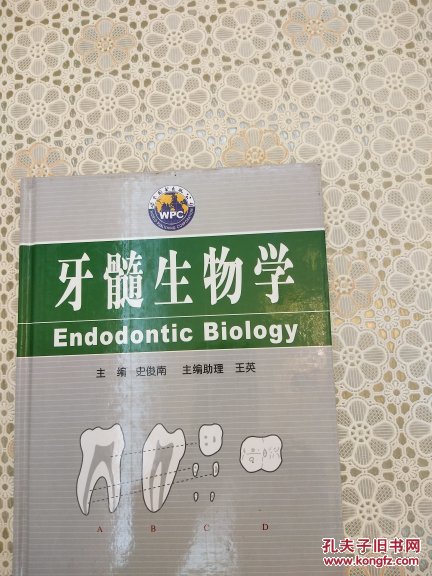 WPC
牙髓生物学
Endodontic Biology
主 编 史俊南 主编助理 王英
A B C D
孔夫子旧书网
www.kongfz.com